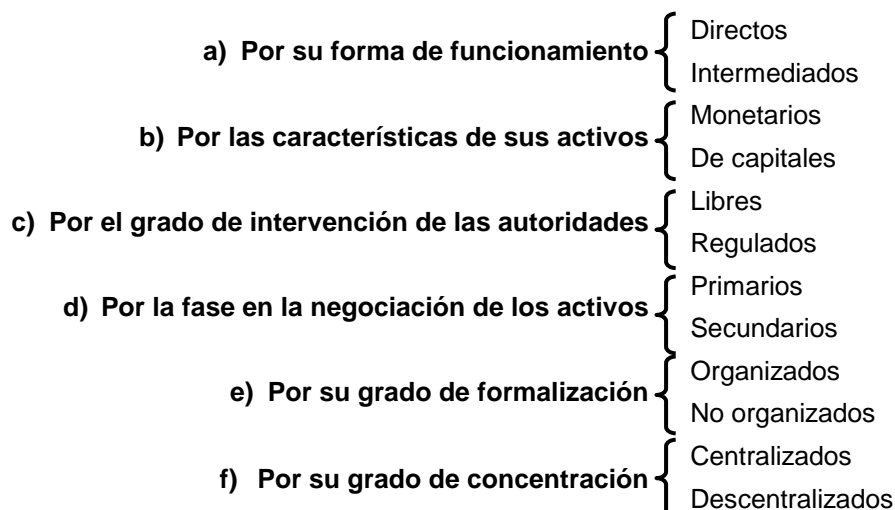 a) Por su forma de funcionamiento
Directos
Intermediados
b) Por las características de sus activos
Monetarios
De capitales
c) Por el grado de intervención de las autoridades
Libres
Regulados
d) Por la fase en la negociación de los activos
Primarios
Secundarios
e) Por su grado de formalización
Organizados
No organizados
f) Por su grado de concentración
Centralizados
Descentralizados